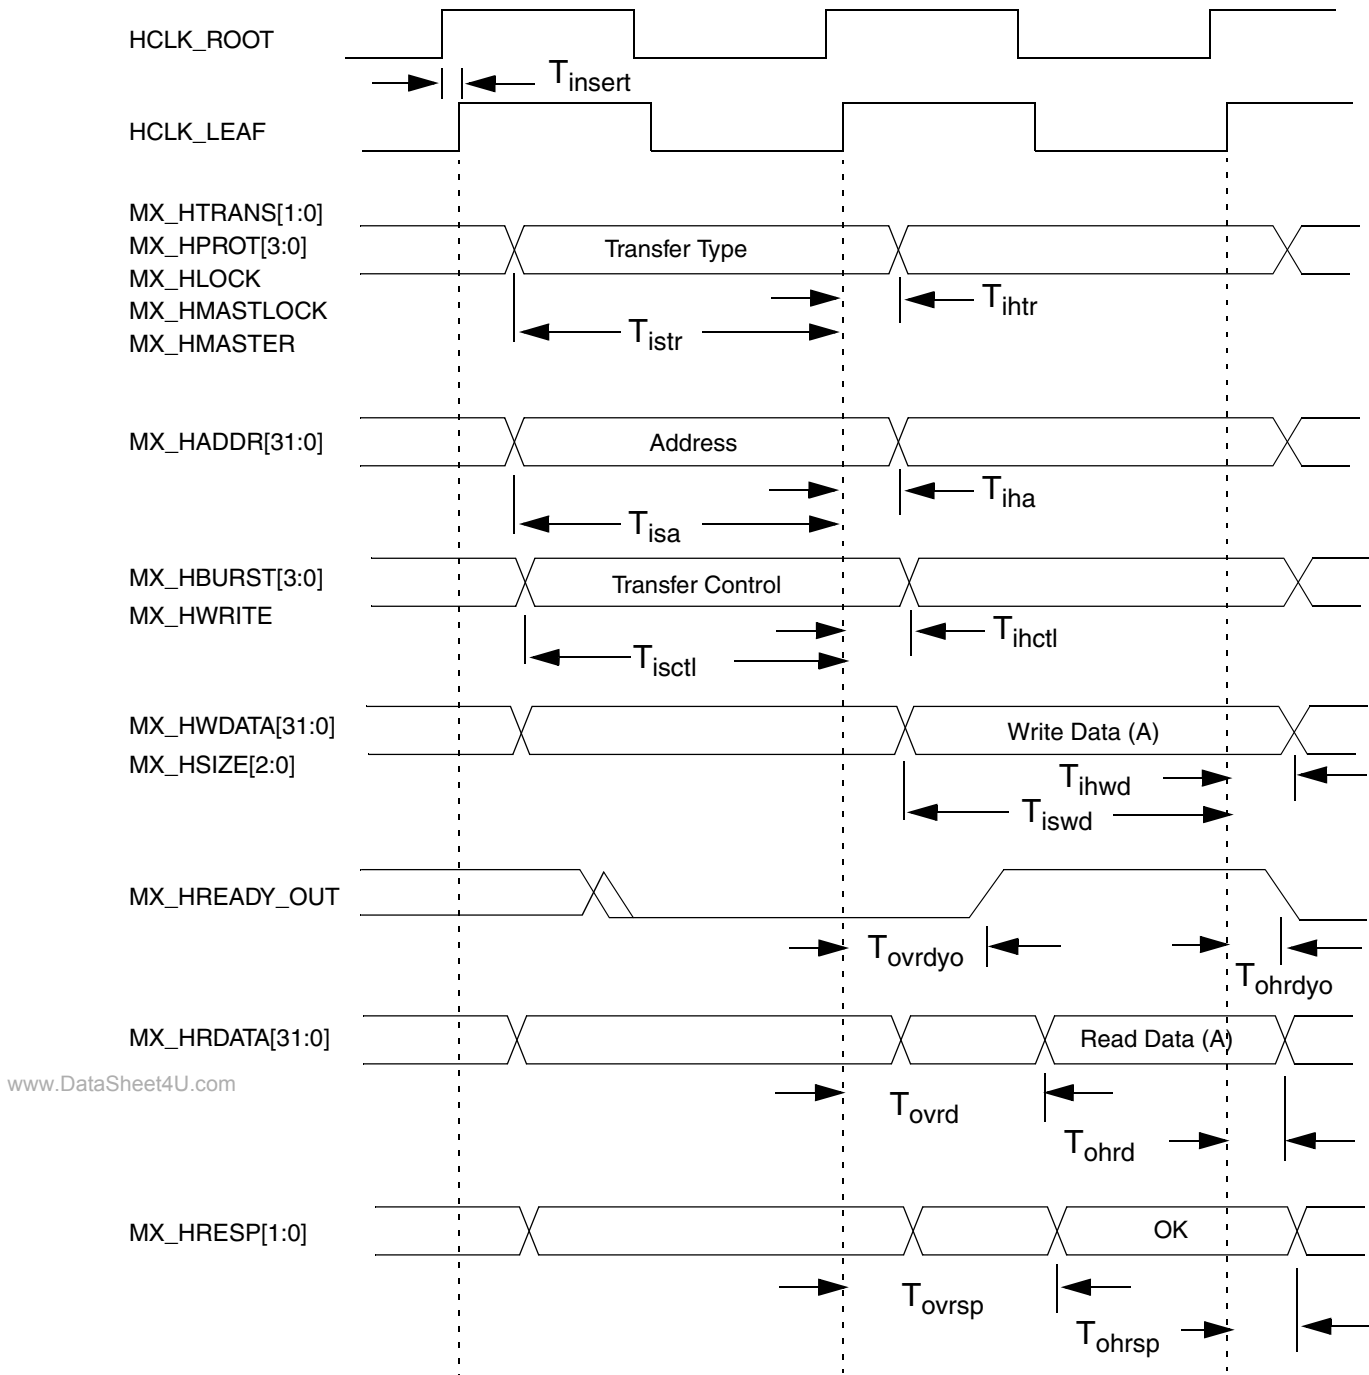 HCLK_ROOT
Tinsert
HCLK_LEAF
MX_HTRANS[1:0]
MX_HPROT[3:0]
Transfer Type
MX_HLOCK
Tihtr
MX_HMASTLOCK
Tistr
MX_HMASTER
MX_HADDR[31:0]
Address
Tiha
Tisa
MX_HBURST[3:0]
Transfer Control
MX_HWRITE
Tihctl
Tisctl
MX_HWDATA[31:0]
Write Data (A)
MX_HSIZE[2:0]
Tihwd
Tiswd
MX_HREADY_OUT
Tovrdyo
Tohrdyo
MX_HRDATA[31:0]
Read Data (A)
www.DataSheet4U.com
Tovrd
Tohrd
MX_HRESP[1:0]
OK
Tovrsp
Tohrsp